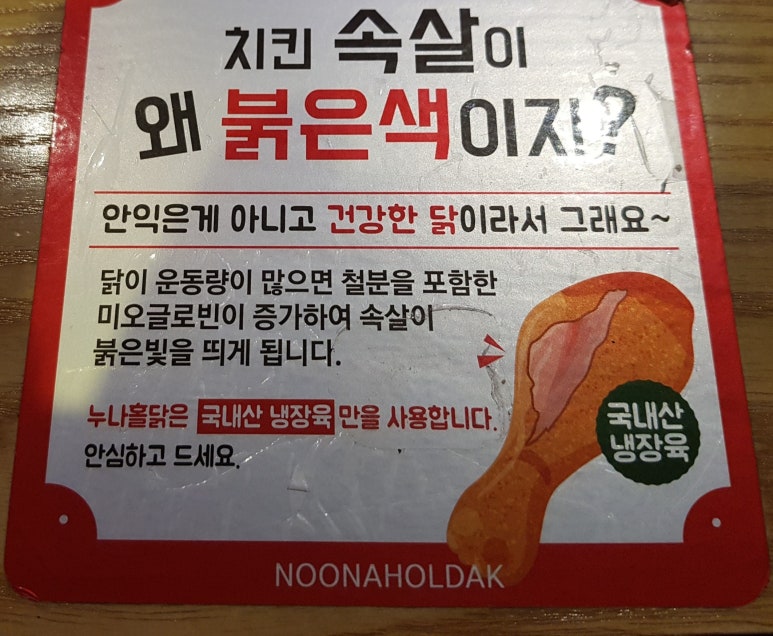 치킨 속살이
왜 붉은색이지?
안익은게 아니고 건강한 닭이라서 그래요~
닭이 운동량이 많으면 철분을 포함한
미오글로빈이 증가하여 속살이
붉은빛을 띄게 됩니다.
누나홀닭은 국내산 냉장육 만을 사용합니다.
안심하고 드세요.
국내산
냉장육
NOONAHOLDAK